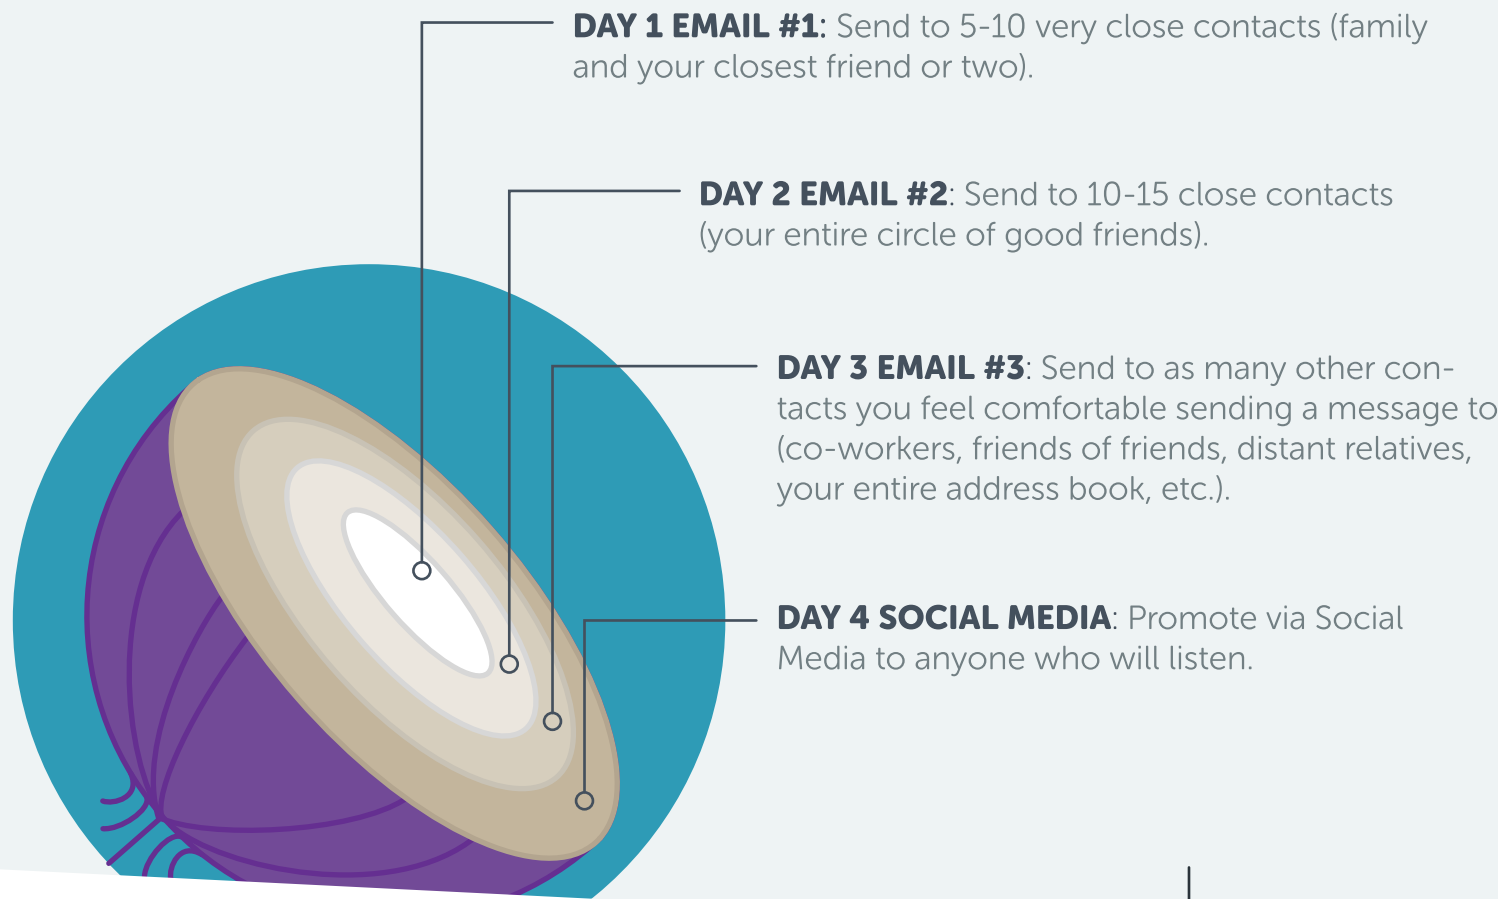 DAY 1 EMAIL #1: Send to 5-10 very close contacts (family
and your closest friend or two).
DAY 2 EMAIL #2: Send to 10-15 close contacts
(your entire circle of good friends).
DAY 3 EMAIL #3: Send to as many other con-
tacts you feel comfortable sending a message to
(co-workers, friends of friends, distant relatives,
your entire address book, etc.).
DAY 4 SOCIAL MEDIA: Promote via Social
Media to anyone who will listen.